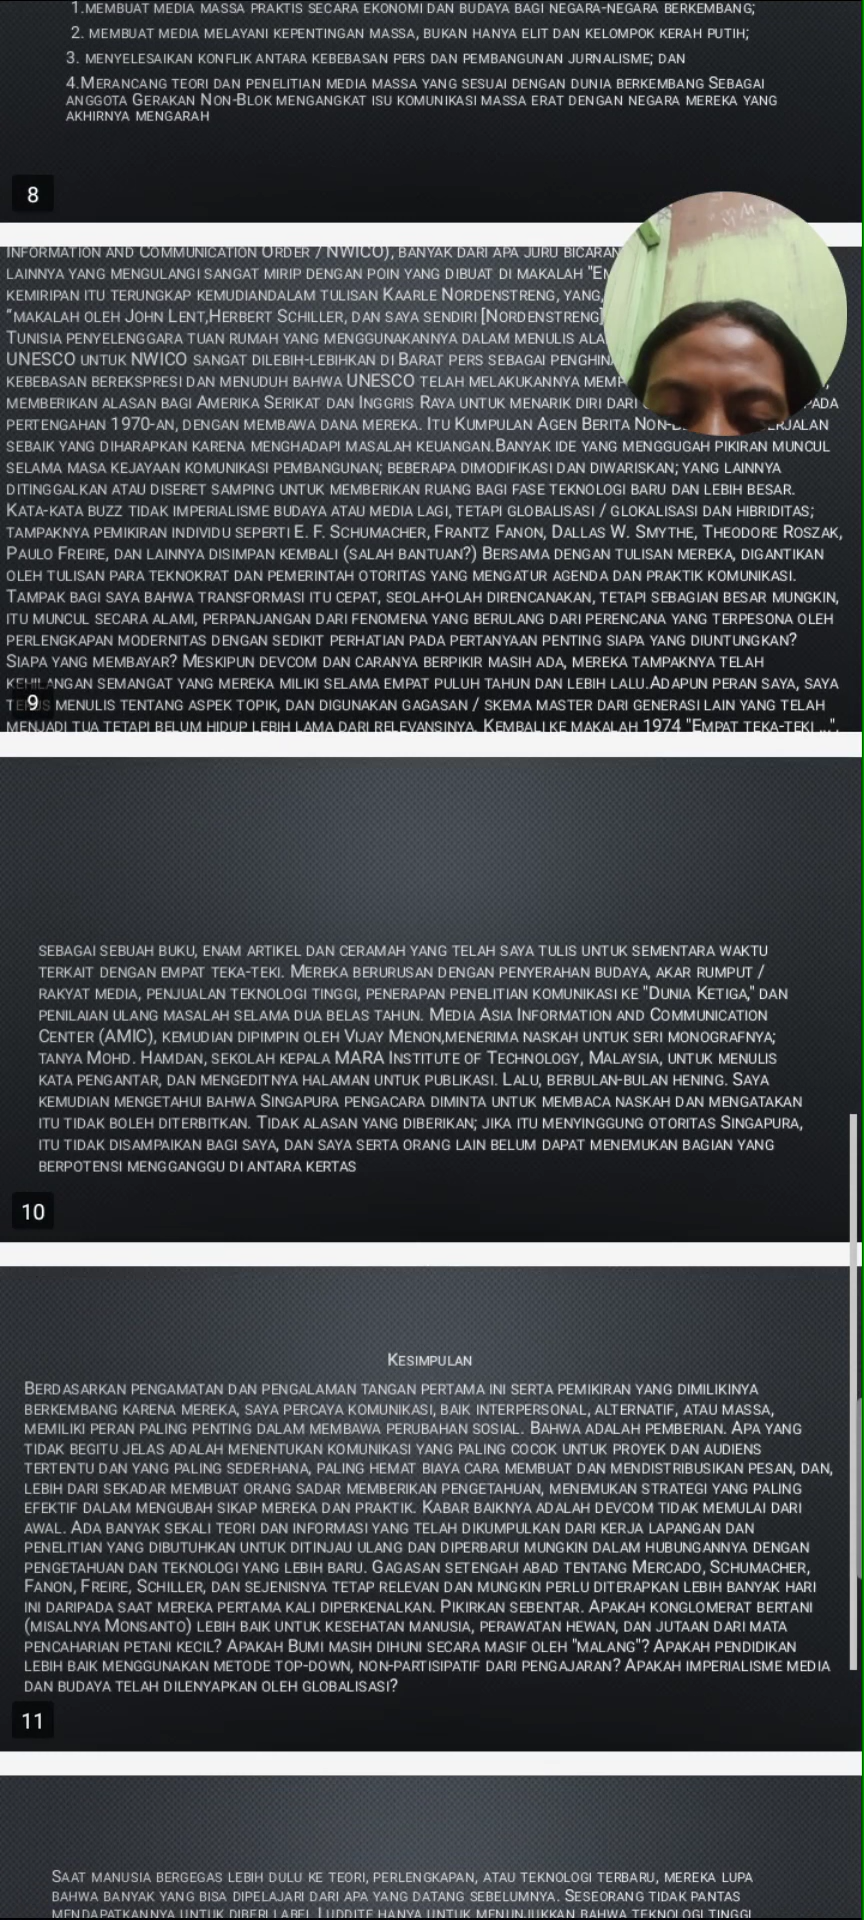 1.MEMBUAT MEDIA MASSA PRAKTIS SECARA EKONOMI DAN BUDAYA BAGI NEGARA-NEGARA BERKEMBANG;
2. MEMBUAT MEDIA MELAYANI KEPENTINGAN MASSA, BUKAN HANYA ELIT DAN KELOMPOK KERAH PUTIH;
3. MENYELESAIKAN KONFLIK ANTARA KEBEBASAN PERS DAN PEMBANGUNAN JURNALISME; DAN
4.MERANCANG TEORI DAN PENELITIAN MEDIA MASSA YANG SESUAI DENGAN DUNIA BERKEMBANG SEBAGAI
ANGGOTA GERAKAN NON-BLOK MENGANGKAT ISU KOMUNIKASI MASSA ERAT DENGAN NEGARA MEREKA YANG
AKHIRNYA MENGARAH
8
INFORMATION AND COMMUNICATION ORDER / NWICO), BANYAK DARI APA JURU BICARA
LAINNYA YANG MENGULANGI SANGAT MIRIP DENGAN POIN YANG DIBUAT DI MAKALAH
KEMIRIPAN ITU TERUNGKAP KEMUDIANDALAM TULISAN KAARLE NORDENSTRENG, YANG,
"MAKALAH OLEH JOHN LENT,HERBERT SCHILLER, DAN SAYA SENDIRI [NORDENSTRENG]
TUNISIA PENYELENGGARA TUAN RUMAH YANG MENGGUNAKANNYA DALAM MENULIS
UNESCO UNTUK NWICO SANGAT DILEBIH-LEBIHKAN DI BARAT PERS SEBAGAI
KEBEBASAN BEREKSPRESI DAN MENUDUH BAHWA UNESCO TELAH MELAKUKANNYA
MEMBERIKAN ALASAN BAGI AMERIKA SERIKAT DAN INGGRIS RAYA UNTUK MENARIK DIRI DARI PADA
PERTENGAHAN 1970-AN, DENGAN MEMBAWA DANA MEREKA. ITU KUMPULAN AGEN BERITA
SEBAIK YANG DIHARAPKAN KARENA MENGHADAPI MASALAH KEUANGAN.BANYAK IDE YANG MENGGUGAH PIKIRAN MUNCUL
SELAMA MASA KEJAYAAN KOMUNIKASI PEMBANGUNAN; BEBERAPA DIMODIFIKASI DAN DIWARISKAN; YANG LAINNYA
DITINGGALKAN ATAU DISERET SAMPING UNTUK MEMBERIKAN RUANG BAGI FASE TEKNOLOGI BARU DAN LEBIH BESAR.
KATA-KATA BUZZ TIDAK IMPERIALISME BUDAYA ATAU MEDIA LAGI, TETAPI GLOBALISASI / GLOKALISASI DAN HIBRIDITAS;
TAMPAKNYA PEMIKIRAN INDIVIDU SEPERTI E. F. SCHUMACHER, FRANTZ FANON, DALLAS W. SMYTHE, THEODORE ROSZAK,
PAULO FREIRE, DAN LAINNYA DISIMPAN KEMBALI (SALAH BANTUAN?) BERSAMA DENGAN TULISAN MEREKA, DIGANTIKAN
OLEH TULISAN PARA TEKNOKRAT DAN PEMERINTAH OTORITAS YANG MENGATUR AGENDA DAN PRAKTIK KOMUNIKASI.
TAMPAK BAGI SAYA BAHWA TRANSFORMASI ITU CEPAT, SEOLAH-OLAH DIRENCANAKAN, TETAPI SEBAGIAN BESAR MUNGKIN,
ITU MUNCUL SECARA ALAMI, PERPANJANGAN DARI FENOMENA YANG BERULANG DARI PERENCANA YANG TERPESONA OLEH
PERLENGKAPAN MODERNITAS DENGAN SEDIKIT PERHATIAN PADA PERTANYAAN PENTING SIAPA YANG DIUNTUNGKAN?
SIAPA YANG MEMBAYAR? MESKIPUN DEVCOM DAN CARANYA BERPIKIR MASIH ADA, MEREKA TAMPAKNYA TELAH
KEHILANGAN SEMANGAT YANG MEREKA MILIKI SELAMA EMPAT PULUH TAHUN DAN LEBIH LALU.ADAPUN PERAN SAYA, SAYA
MENULIS TENTANG ASPEK TOPIK, DAN DIGUNAKAN GAGASAN / SKEMA MASTER DARI GENERASI LAIN YANG TELAH
MENJADI TUA TETAPI BELUM HIDUP LEBIH LAMA DARI RELEVANSINYA. KEMBALI KE MAKALAH 1974 "EMPAT TEKA-TEKI ...",
9
SEBAGAI SEBUAH BUKU, ENAM ARTIKEL DAN CERAMAH YANG TELAH SAYA TULIS UNTUK SEMENTARA WAKTU
TERKAIT DENGAN EMPAT TEKA-TEKI. MEREKA BERURUSAN DENGAN PENYERAHAN BUDAYA, AKAR RUMPUT /
RAKYAT MEDIA, PENJUALAN TEKNOLOGI TINGGI, PENERAPAN PENELITIAN KOMUNIKASI KE "DUNIA KETIGA," DAN
PENILAIAN ULANG MASALAH SELAMA DUA BELAS TAHUN. MEDIA ASIA INFORMATION AND COMMUNICATION
CENTER (AMIC), KEMUDIAN DIPIMPIN OLEH VIJAY MENON,MENERIMA NASKAH UNTUK SERI MONOGRAFNYA;
TANYA MOHD. HAMDAN, SEKOLAH KEPALA MARA INSTITUTE OF TECHNOLOGY, MALAYSIA, UNTUK MENULIS
KATA PENGANTAR, DAN MENGEDITNYA HALAMAN UNTUK PUBLIKASI. LALU, BERBULAN-BULAN HENING. SAYA
KEMUDIAN MENGETAHUI BAHWA SINGAPURA PENGACARA DIMINTA UNTUK MEMBACA NASKAH DAN MENGATAKAN
ITU TIDAK BOLEH DITERBITKAN. TIDAK ALASAN YANG DIBERIKAN; JIKA ITU MENYINGGUNG OTORITAS SINGAPURA,
ITU TIDAK DISAMPAIKAN BAGI SAYA, DAN SAYA SERTA ORANG LAIN BELUM DAPAT MENEMUKAN BAGIAN YANG
BERPOTENSI MENGGANGGU DI ANTARA KERTAS
10
KESIMPULAN
BERDASARKAN PENGAMATAN DAN PENGALAMAN TANGAN PERTAMA INI SERTA PEMIKIRAN YANG DIMILIKINYA
BERKEMBANG KARENA MEREKA, SAYA PERCAYA KOMUNIKASI, BAIK INTERPERSONAL, ALTERNATIF, ATAU MASSA,
MEMILIKI PERAN PALING PENTING DALAM MEMBAWA PERUBAHAN SOSIAL. BAHWA ADALAH PEMBERIAN. APA YANG
TIDAK BEGITU JELAS ADALAH MENENTUKAN KOMUNIKASI YANG PALING COCOK UNTUK PROYEK DAN AUDIENS
TERTENTU DAN YANG PALING SEDERHANA, PALING HEMAT BIAYA CARA MEMBUAT DAN MENDISTRIBUSIKAN PESAN, DAN,
LEBIH DARI SEKADAR MEMBUAT ORANG SADAR MEMBERIKAN PENGETAHUAN, MENEMUKAN STRATEGI YANG PALING
EFEKTIF DALAM MENGUBAH SIKAP MEREKA DAN PRAKTIK. KABAR BAIKNYA ADALAH DEVCOM TIDAK MEMULAI DARI
AWAL. ADA BANYAK SEKALI TEORI DAN INFORMASI YANG TELAH DIKUMPULKAN DARI KERJA LAPANGAN DAN
PENELITIAN YANG DIBUTUHKAN UNTUK DITINJAU ULANG DAN DIPERBARUI MUNGKIN DALAM HUBUNGANNYA DENGAN
PENGETAHUAN DAN TEKNOLOGI YANG LEBIH BARU. GAGASAN SETENGAH ABAD TENTANG MERCADO, SCHUMACHER,
FANON, FREIRE, SCHILLER, DAN SEJENISNYA TETAP RELEVAN DAN MUNGKIN PERLU DITERAPKAN LEBIH BANYAK HARI
INI DARIPADA SAAT MEREKA PERTAMA KALI DIPERKENALKAN. PIKIRKAN SEBENTAR. APAKAH KONGLOMERAT BERTANI
(MISALNYA MONSANTO) LEBIH BAIK UNTUK KESEHATAN MANUSIA, PERAWATAN HEWAN, DAN JUTAAN DARI MATA
PENCAHARIAN PETANI KECIL? APAKAH BUMI MASIH DIHUNI SECARA MASIF OLEH "MALANG"? APAKAH PENDIDIKAN
LEBIH BAIK MENGGUNAKAN METODE TOP-DOWN, NON-PARTISIPATIF DARI PENGAJARAN? APAKAH IMPERIALISME MEDIA
DAN BUDAYA TELAH DILENYAPKAN OLEH GLOBALISASI?
11
SAAT MANUSIA BERGEGAS LEBIH DULU KE TEORI, PERLENGKAPAN, ATAU TEKNOLOGI TERBARU, MEREKA LUPA
BAHWA BANYAK YANG BISA DIPELAJARI DARI APA YANG DATANG SEBELUMNYA. SESEORANG TIDAK PANTAS
MENDAPATKANNYA UNTUK DIBERI LABEL LUDDITE HANYA UNTUK MENUNJUKKAN BAHWA TEKNOLOGI TINGGI